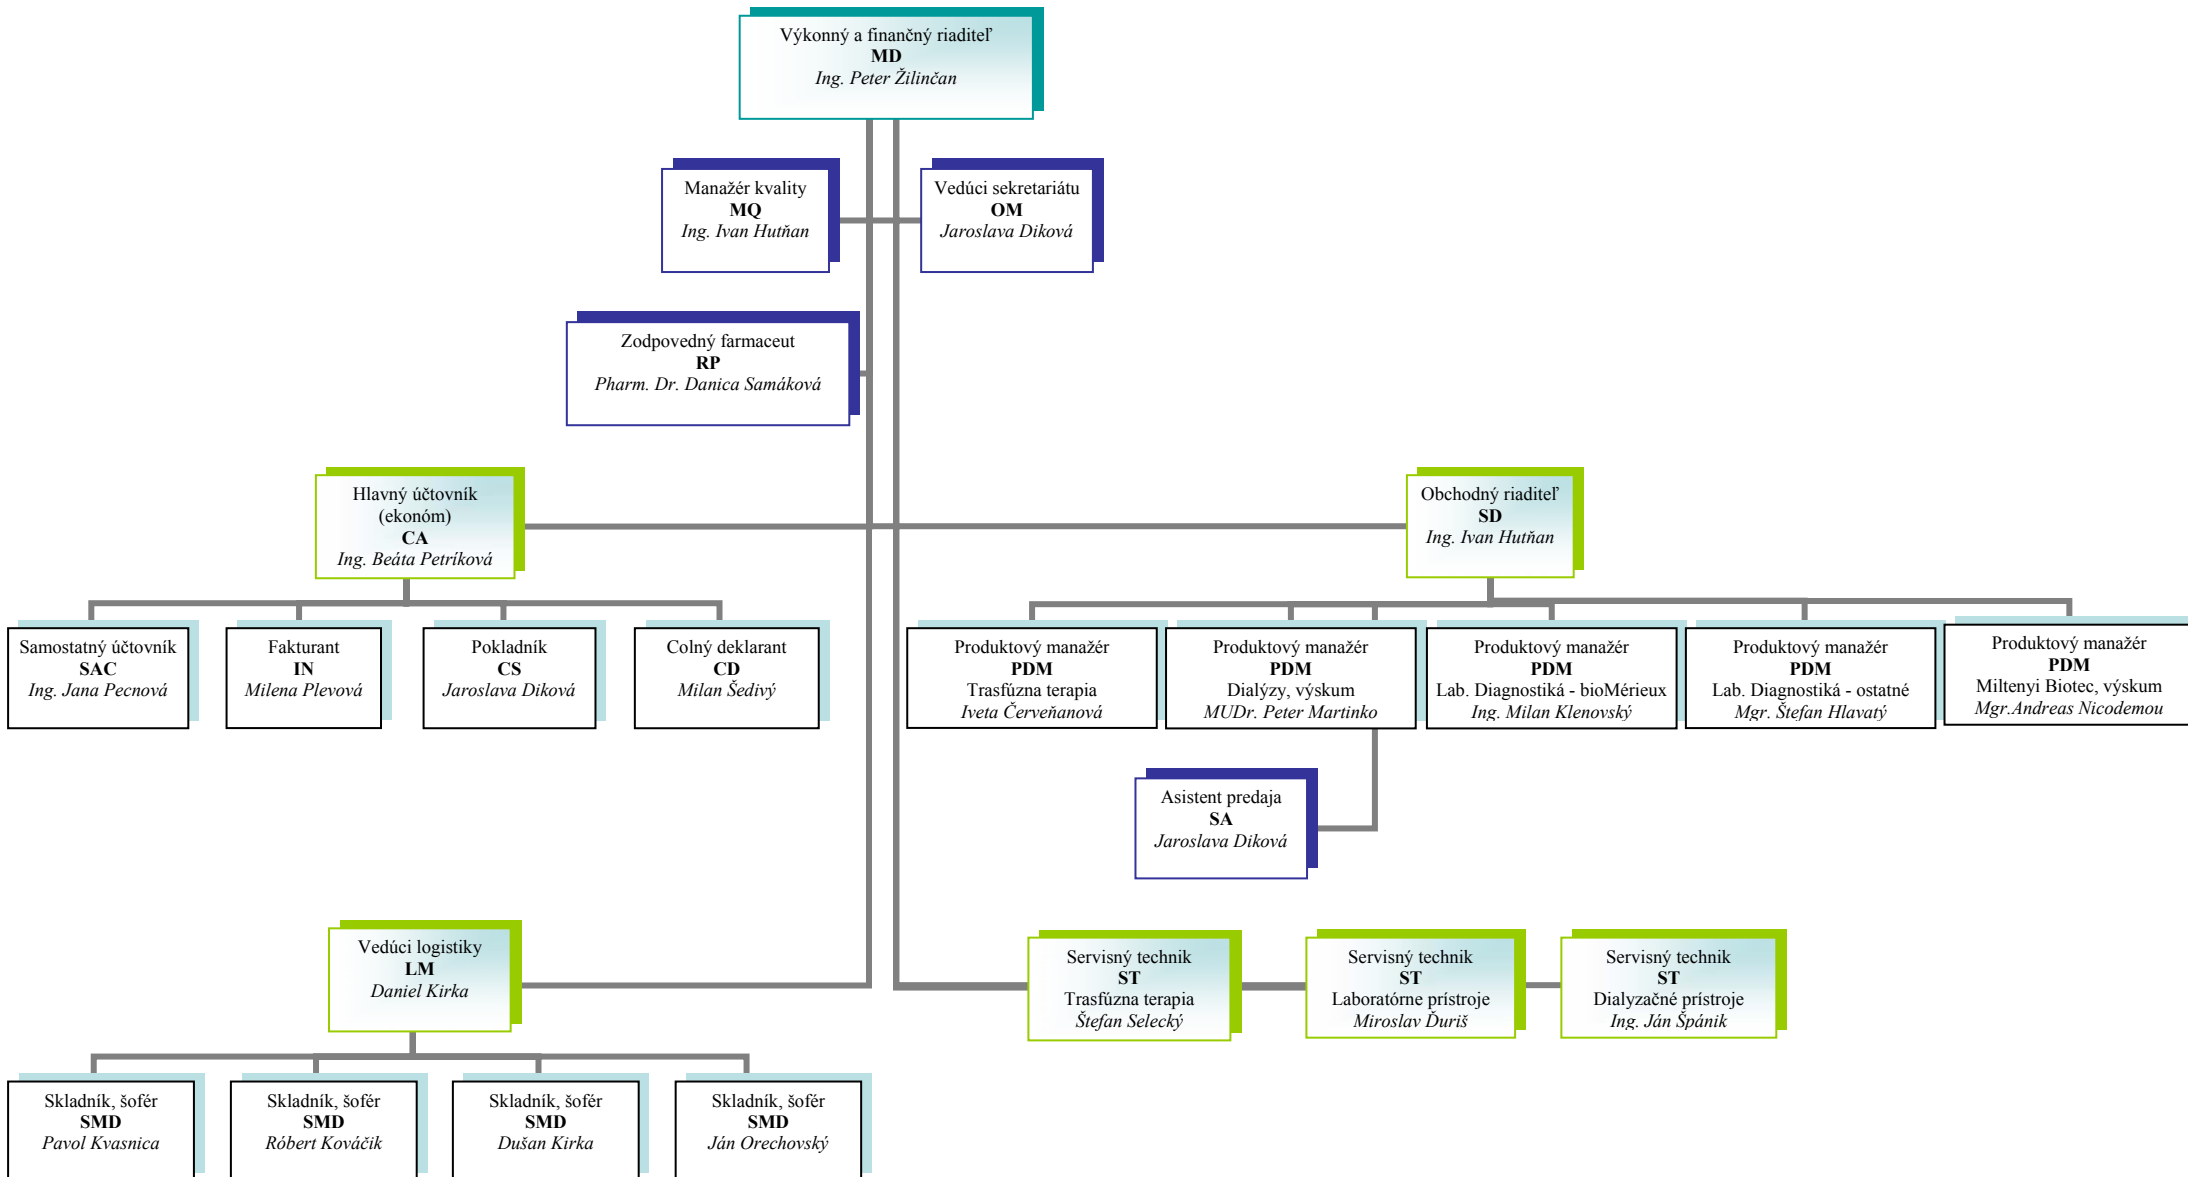 Výkonný a finančný riaditeľ
MD
Ing. Peter Žilinčan
Manažér kvality
MQ
Ing. Ivan Hutňan
Vedúci sekretariátu
OM
Jaroslava Diková
Zodpovedný farmaceut
RP
Pharm. Dr. Danica Samáková
Hlavný účtovník
(ekonóm)
CA
Ing. Beáta Petríková
Obchodný riaditeľ
SD
Ing. Ivan Hutňan
Samostatný účtovník
SAC
Ing. Jana Pecnová
Fakturant
IN
Milena Plevová
Pokladník
CS
Jaroslava Diková
Colný deklarant
CD
Milan Šedivý
Produktový manažér
PDM
Trasfúzna terapia
Iveta Červeňanová
Produktový manažér
PDM
Dialýzy, výskum
MUDr. Peter Martinko
Produktový manažér
PDM
Lab. Diagnostiká - bioMérieux
Ing. Milan Klenovský
Produktový manažér
PDM
Lab. Diagnostiká - ostatné
Mgr. Štefan Hlavatý
Produktový manažér
PDM
Miltenyi Biotec, výskum
Mgr.Andreas Nicodemou
Asistent predaja
SA
Jaroslava Diková
Vedúci logistiky
LM
Daniel Kirka
Servisný technik
ST
Trasfúzna terapia
Štefan Selecký
Servisný technik
ST
Laboratórne prístroje
Miroslav Ďuriš
Servisný technik
ST
Dialyzačné prístroje
Ing. Ján Špánik
Skladník, šofér
SMD
Pavol Kvasnica
Skladník, šofér
SMD
Róbert Kováčik
Skladník, šofér
SMD
Dušan Kirka
Skladník, šofér
SMD
Ján Orechovský